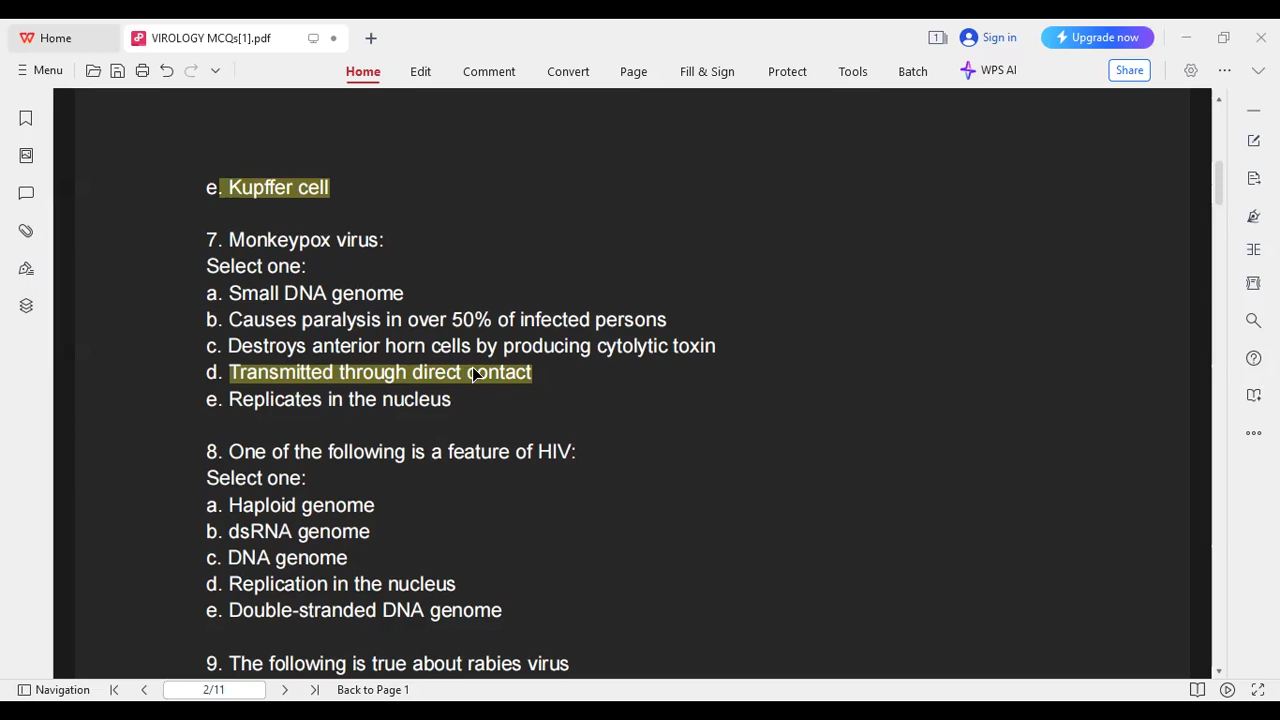 Home
VIROLOGY MCQs[1].pdf
Sign in
Upgrade now
Menu
Home Edit Comment Convert Page Fill & Sign Protect Tools Batch WPS AI
Share
e. Kupffer cell
7. Monkeypox virus:
Select one:
a. Small DNA genome
b. Causes paralysis in over 50% of infected persons
c. Destroys anterior horn cells by producing cytolytic toxin
d. Transmitted through direct contact
e. Replicates in the nucleus
8. One of the following is a feature of HIV:
Select one:
a. Haploid genome
b. dsRNA genome
c. DNA genome
d. Replication in the nucleus
e. Double-stranded DNA genome
9. The following is true about rabies virus
Navigation 2/11 Back to Page 1